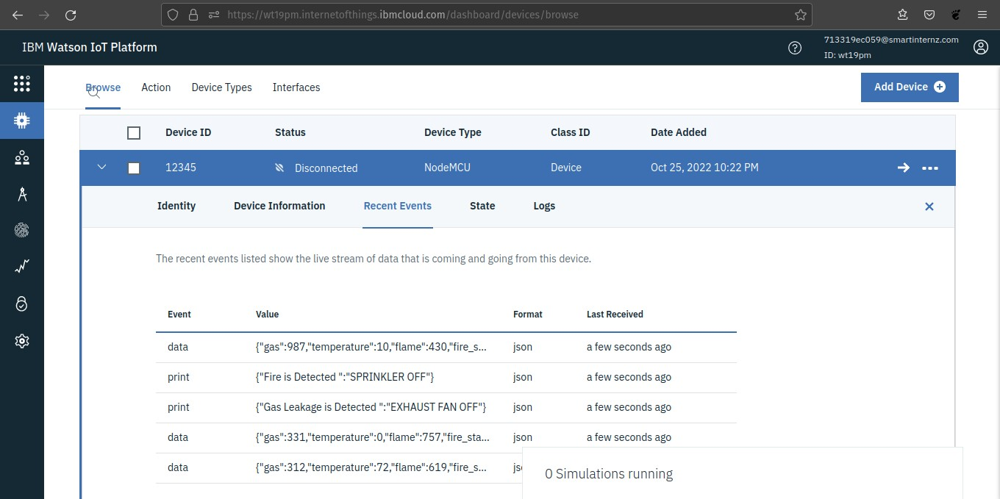 https://wt19pm.internetofthings.ibmcloud.com/dashboard/devices/browse
IBM Watson IoT Platform
713319ec059@smartinternz.com
ID: wt19pm
Browse Action Device Types Interfaces
Add Device
Device ID Status Device Type Class ID Date Added
12345 Disconnected NodeMCU Device Oct 25, 2022 10:22 PM
Identity Device Information Recent Events State Logs
The recent events listed show the live stream of data that is coming and going from this device.
Event Value Format Last Received
data {"gas":987,"temperature":10,"flame":430,"fire_s... json a few seconds ago
print {"Fire is Detected ":"SPRINKLER OFF"} json a few seconds ago
print {"Gas Leakage is Detected ":"EXHAUST FAN OFF"} json a few seconds ago
data {"gas":331,"temperature":0,"flame":757,"fire_sta... json a few seconds ago
data {"gas":312,"temperature":72,"flame":619,"fire_s...
0 Simulations running